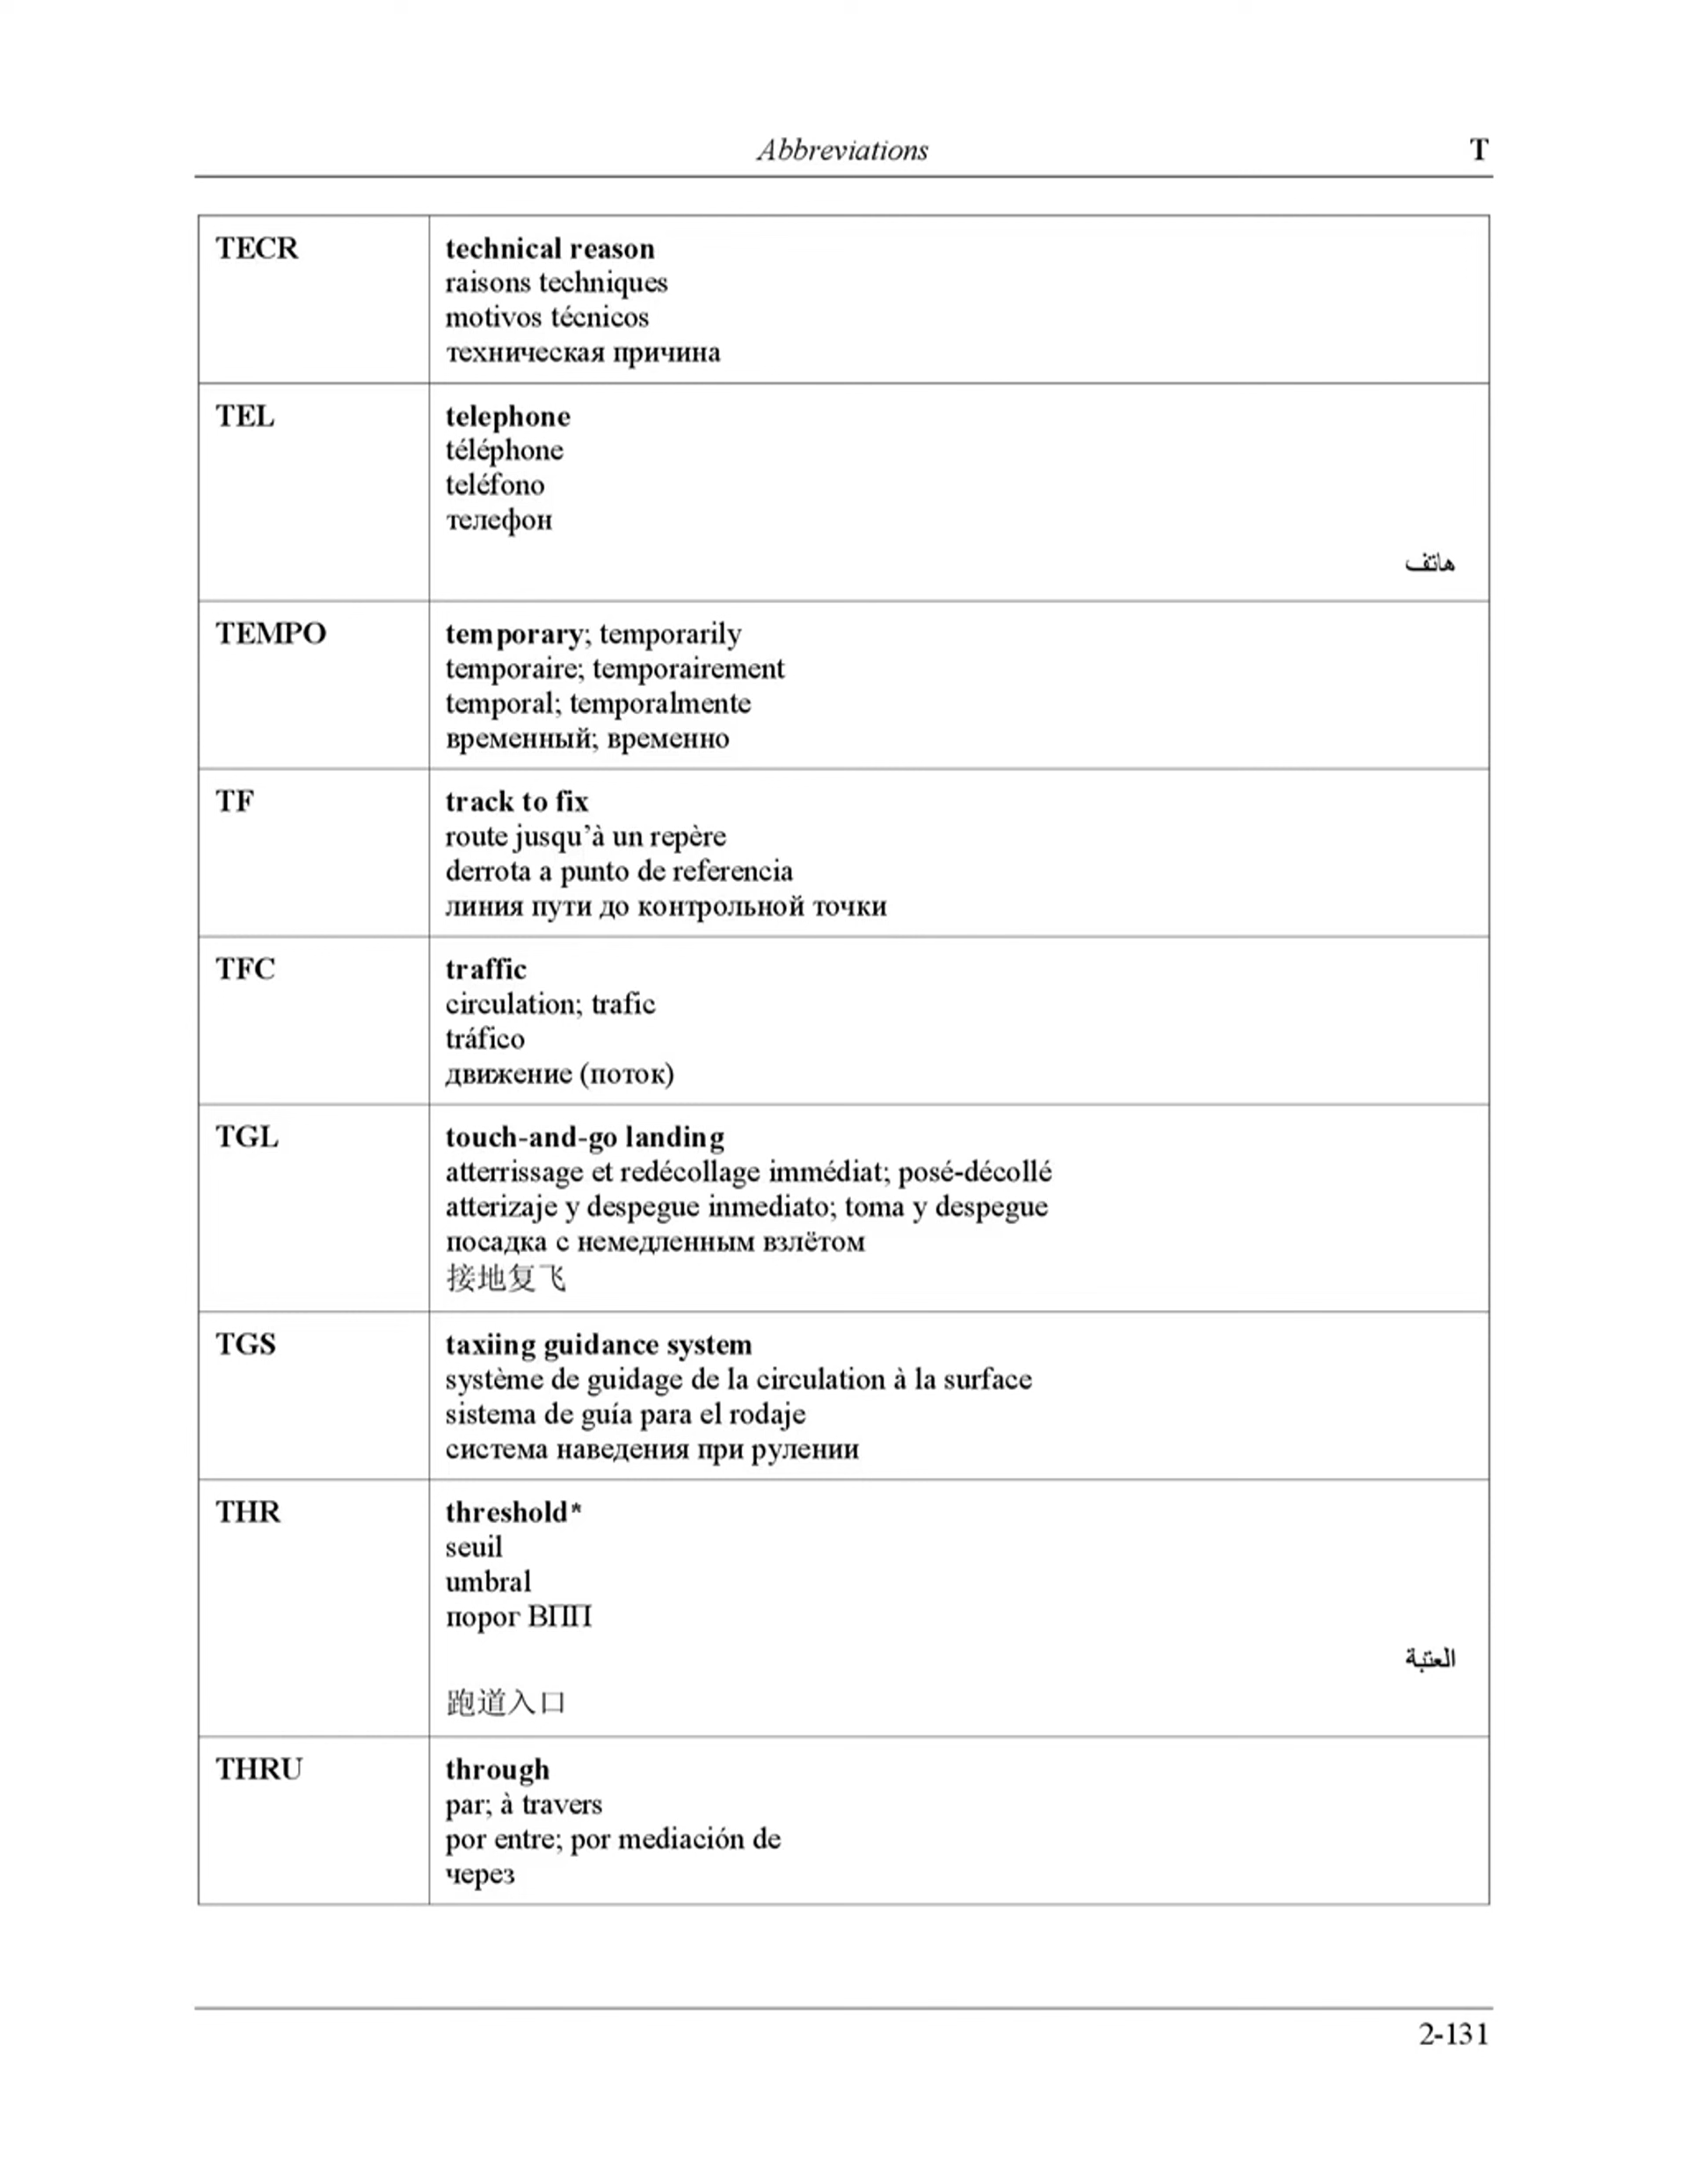 Abbreviations T
TECR technical reason
raisons techniques
motivos técnicos
техническая причина
TEL telephone
téléphone
teléfono
телефон
هاتف
TEMPO temporary; temporarily
temporaire; temporairement
temporal; temporalmente
временный; временно
TF track to fix
route jusqu’à un repère
derrota a punto de referencia
линия пути до контрольной точки
TFC traffic
circulation; trafic
tráfico
движение (поток)
TGL touch-and-go landing
atterrissage et redécollage immédiat; posé-décollé
atterizaje y despegue inmediato; toma y despegue
посадка с немедленным взлётом
接地复飞
TGS taxiing guidance system
système de guidage de la circulation à la surface
sistema de guía para el rodaje
система наведения при рулении
THR threshold*
seuil
umbral
порог ВПП
العتبة
跑道入口
THRU through
par; à travers
por entre; por mediación de
через
2-131